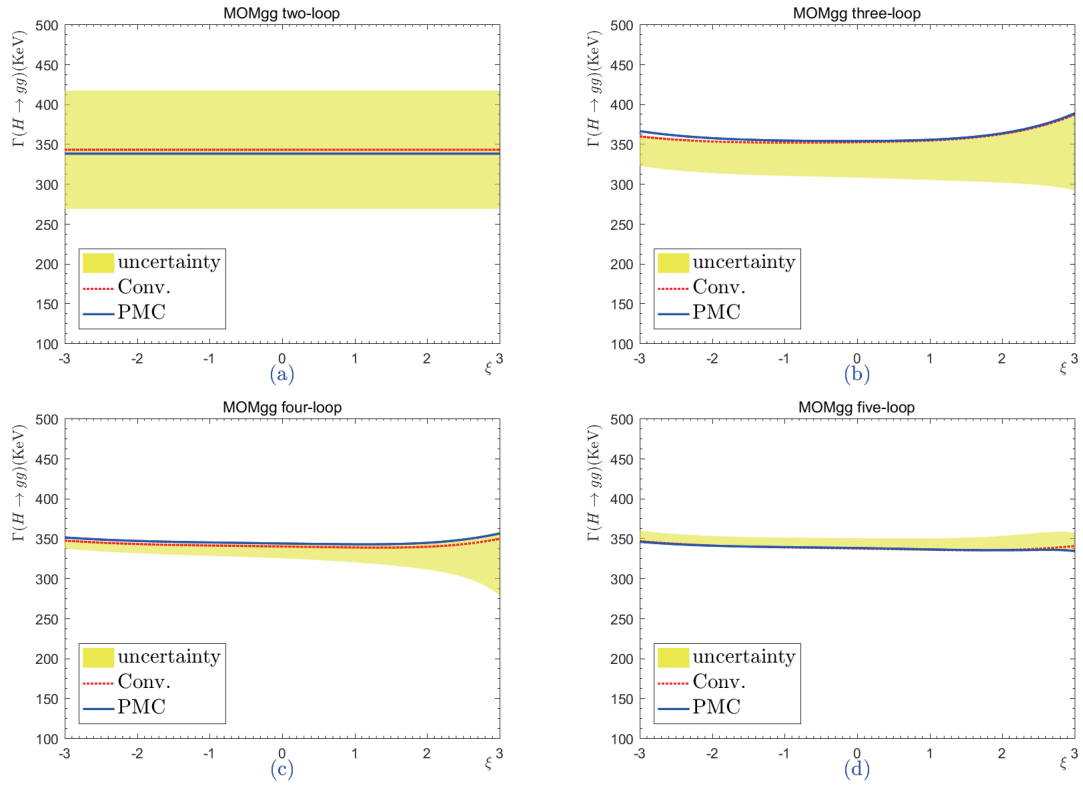 MOMgg two-loop
Γ(H → gg)(KeV)
500
450
400
350
300
250
200
150
100
uncertainty
Conv.
PMC
-3 -2 -1 0 1 2 3
ξ
(a)
MOMgg three-loop
Γ(H → gg)(KeV)
500
450
400
350
300
250
200
150
100
uncertainty
Conv.
PMC
-3 -2 -1 0 1 2 3
ξ
(b)
MOMgg four-loop
Γ(H → gg)(KeV)
500
450
400
350
300
250
200
150
100
uncertainty
Conv.
PMC
-3 -2 -1 0 1 2 3
ξ
(c)
MOMgg five-loop
Γ(H → gg)(KeV)
500
450
400
350
300
250
200
150
100
uncertainty
Conv.
PMC
-3 -2 -1 0 1 2 3
ξ
(d)